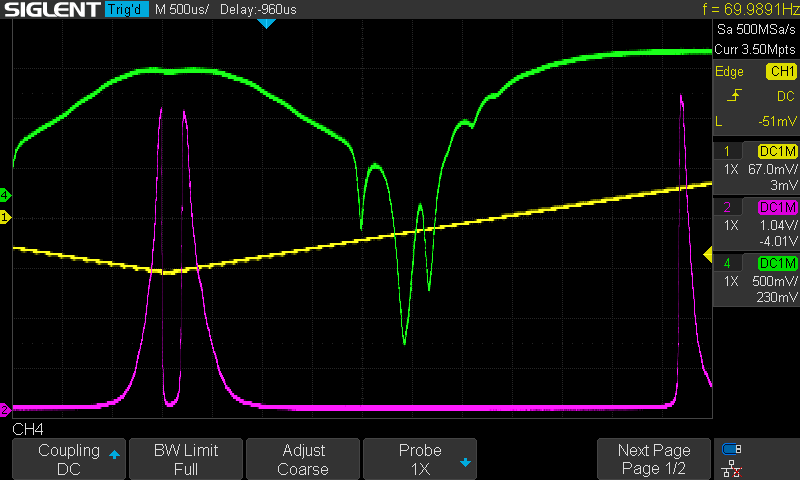 SIGLENT Trig'd M 500us/ Delay:-960us f = 69.9891Hz
Sa 500MSa/s
Curr 3.50Mpts
Edge CH1
DC
L -51mV
1 DC1M
1X 67.0mV/
3mV
2 DC1M
1X 1.04V/
-4.01V
4 DC1M
1X 500mV/
230mV
4
1
2
CH4
Coupling
DC
BW Limit
Full
Adjust
Coarse
Probe
1X
Next Page
Page 1/2